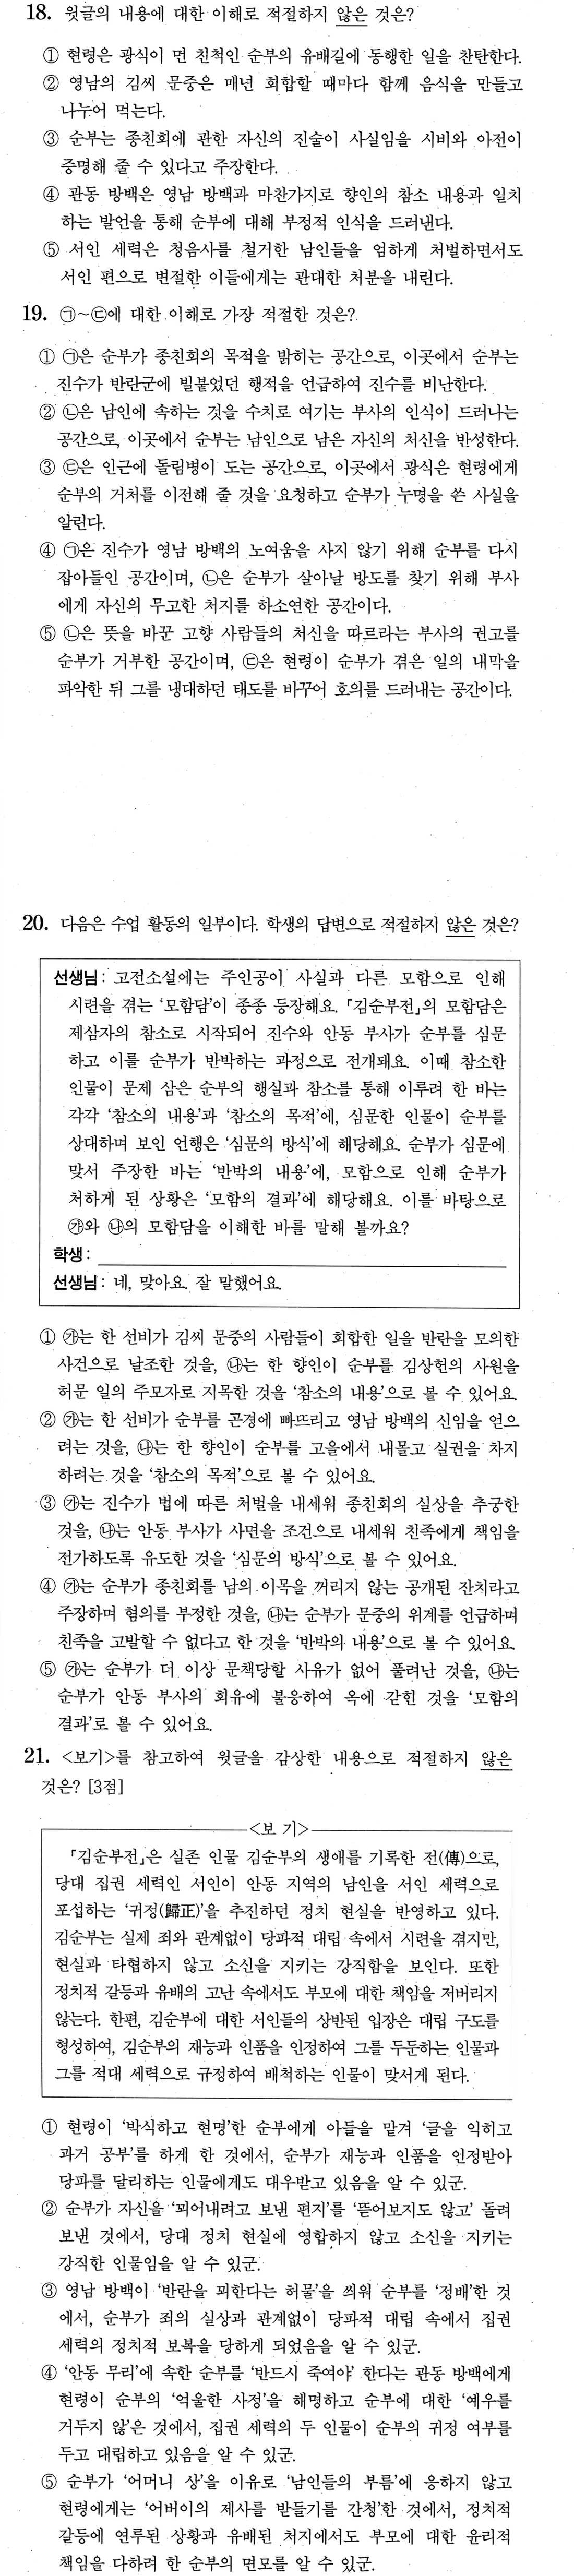 18. 윗글의 내용에 대한 이해로 적절하지 않은 것은?
① 현령은 광식이 먼 친척인 순부의 유배길에 동행한 일을 찬탄한다.
② 영남의 김씨 문중은 매년 회합할 때마다 함께 음식을 만들고
나누어 먹는다.
③ 순부는 종친회에 관한 자신의 진술이 사실임을 시비와 아전이
증명해 줄 수 있다고 주장한다.
④ 관동 방백은 영남 방백과 마찬가지로 향인의 참소 내용과 일치
하는 발언을 통해 순부에 대해 부정적 인식을 드러낸다.
⑤ 서인 세력은 청음사를 철거한 남인들을 엄하게 처벌하면서도
서인 편으로 변절한 이들에게는 관대한 처분을 내린다.
19. ㉠~㉢에 대한 이해로 가장 적절한 것은?
① ㉠은 순부가 종친회의 목적을 밝히는 공간으로, 이곳에서 순부는
진수가 반란군에 빌붙었던 행적을 언급하여 진수를 비난한다.
② ㉡은 남인에 속하는 것을 수치로 여기는 부사의 인식이 드러나는
공간으로, 이곳에서 순부는 남인으로 남은 자신의 처신을 반성한다.
③ ㉢은 인근에 돌림병이 도는 공간으로, 이곳에서 광식은 현령에게
순부의 거처를 이전해 줄 것을 요청하고 순부가 누명을 쓴 사실을
알린다.
④ ㉠은 진수가 영남 방백의 노여움을 사지 않기 위해 순부를 다시
잡아들인 공간이며, ㉡은 순부가 살아날 방도를 찾기 위해 부사
에게 자신의 무고한 처지를 하소연한 공간이다.
⑤ ㉡은 뜻을 바꾼 고향 사람들의 처신을 따르라는 부사의 권고를
순부가 거부한 공간이며, ㉢은 현령이 순부가 겪은 일의 내막을
파악한 뒤 그를 냉대하던 태도를 바꾸어 호의를 드러내는 공간이다.
20. 다음은 수업 활동의 일부이다. 학생의 답변으로 적절하지 않은 것은?
선생님: 고전소설에는 주인공이 사실과 다른 모함으로 인해
시련을 겪는 ‘모함담’이 종종 등장해요. 「김순부전」의 모함담은
제삼자의 참소로 시작되어 진수와 안동 부사가 순부를 심문
하고 이를 순부가 반박하는 과정으로 전개돼요. 이때 참소한
인물이 문제 삼은 순부의 행실과 참소를 통해 이루려 한 바는
각각 ‘참소의 내용’과 ‘참소의 목적’에, 심문한 인물이 순부를
상대하며 보인 언행은 ‘심문의 방식’에 해당해요. 순부가 심문에
맞서 주장한 바는 ‘반박의 내용’에, 모함으로 인해 순부가
처하게 된 상황은 ‘모함의 결과’에 해당해요. 이를 바탕으로
㉮와 ㉯의 모함담을 이해한 바를 말해 볼까요?
학생:
선생님: 네, 맞아요. 잘 말했어요.
① ㉮는 한 선비가 김씨 문중의 사람들이 회합한 일을 반란을 모의한
사건으로 날조한 것을, ㉯는 한 향인이 순부를 김상헌의 사원을
허문 일의 주모자로 지목한 것을 ‘참소의 내용’으로 볼 수 있어요.
② ㉮는 한 선비가 순부를 곤경에 빠뜨리고 영남 방백의 신임을 얻으
려는 것을, ㉯는 한 향인이 순부를 고을에서 내몰고 실권을 차지
하려는 것을 ‘참소의 목적’으로 볼 수 있어요.
③ ㉮는 진수가 법에 따른 처벌을 내세워 종친회의 실상을 추궁한
것을, ㉯는 안동 부사가 사면을 조건으로 내세워 친족에게 책임을
전가하도록 유도한 것을 ‘심문의 방식’으로 볼 수 있어요.
④ ㉮는 순부가 종친회를 남의 이목을 꺼리지 않는 공개된 잔치라고
주장하며 혐의를 부정한 것을, ㉯는 순부가 문중의 위계를 언급하며
친족을 고발할 수 없다고 한 것을 ‘반박의 내용’으로 볼 수 있어요.
⑤ ㉮는 순부가 더 이상 문책당할 사유가 없어 풀려난 것을, ㉯는
순부가 안동 부사의 회유에 불응하여 옥에 갇힌 것을 ‘모함의
결과’로 볼 수 있어요.
21. <보기>를 참고하여 윗글을 감상한 내용으로 적절하지 않은
것은? [3점]
<보 기>
「김순부전」은 실존 인물 김순부의 생애를 기록한 전(傳)으로,
당대 집권 세력인 서인이 안동 지역의 남인을 서인 세력으로
포섭하는 ‘귀정(歸正)’을 추진하던 정치 현실을 반영하고 있다.
김순부는 실제 죄와 관계없이 당파적 대립 속에서 시련을 겪지만,
현실과 타협하지 않고 소신을 지키는 강직함을 보인다. 또한
정치적 갈등과 유배의 고난 속에서도 부모에 대한 책임을 저버리지
않는다. 한편, 김순부에 대한 서인들의 상반된 입장은 대립 구도를
형성하여, 김순부의 재능과 인품을 인정하여 그를 두둔하는 인물과
그를 적대 세력으로 규정하여 배척하는 인물이 맞서게 된다.
① 현령이 ‘박식하고 현명’한 순부에게 아들을 맡겨 ‘글을 익히고
과거 공부’를 하게 한 것에서, 순부가 재능과 인품을 인정받아
당파를 달리하는 인물에게도 대우받고 있음을 알 수 있군.
② 순부가 자신을 ‘꾀어내려고 보낸 편지’를 ‘뜯어보지도 않고’ 돌려
보낸 것에서, 당대 정치 현실에 영합하지 않고 소신을 지키는
강직한 인물임을 알 수 있군.
③ 영남 방백이 ‘반란을 꾀한다는 허물’을 씌워 순부를 ‘정배’한 것
에서, 순부가 죄의 실상과 관계없이 당파적 대립 속에서 집권
세력의 정치적 보복을 당하게 되었음을 알 수 있군.
④ ‘안동 무리’에 속한 순부를 ‘반드시 죽여야’ 한다는 관동 방백에게
현령이 순부의 ‘억울한 사정’을 해명하고 순부에 대한 ‘예우를
거두지 않’은 것에서, 집권 세력의 두 인물이 순부의 귀정 여부를
두고 대립하고 있음을 알 수 있군.
⑤ 순부가 ‘어머니 상’을 이유로 ‘남인들의 부름’에 응하지 않고
현령에게는 ‘어버이의 제사를 받들기를 간청’한 것에서, 정치적
갈등에 연루된 상황과 유배된 처지에서도 부모에 대한 윤리적
책임을 다하려 한 순부의 면모를 알 수 있군.